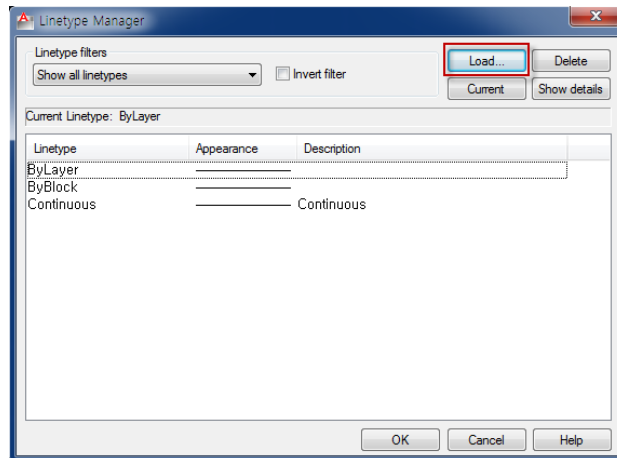 Linetype Manager
Linetype filters
Show all linetypes
Invert filter
Load...
Delete
Current
Show details
Current Linetype: ByLayer
Linetype Appearance Description
ByLayer
ByBlock
Continuous Continuous
OK Cancel Help